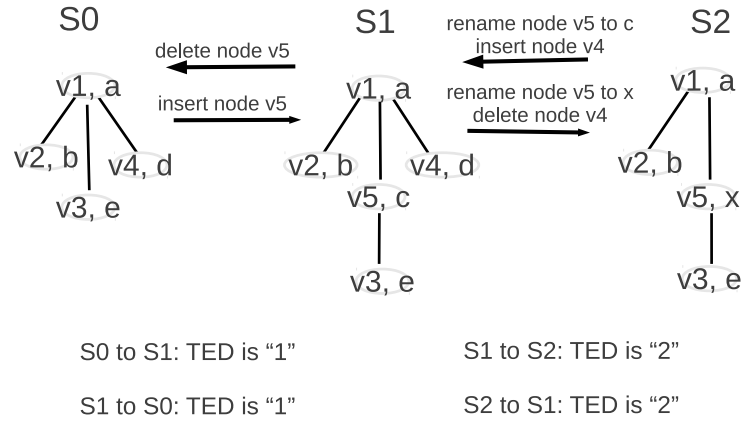 S0
S1
S2
delete node v5
insert node v5
rename node v5 to c
insert node v4
rename node v5 to x
delete node v4
v1, a
v2, b
v4, d
v3, e
v1, a
v2, b
v4, d
v5, c
v3, e
v1, a
v2, b
v5, x
v3, e
S0 to S1: TED is “1”
S1 to S2: TED is “2”
S1 to S0: TED is “1”
S2 to S1: TED is “2”